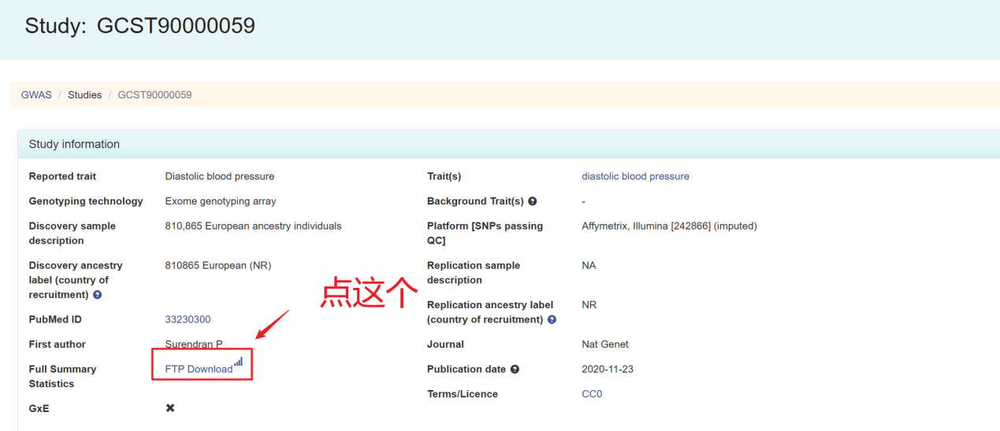 Study: GCST90000059
GWAS / Studies / GCST90000059
Study information
Reported trait
Diastolic blood pressure
Genotyping technology
Exome genotyping array
Discovery sample
description
810,865 European ancestry individuals
Discovery ancestry
label (country of
recruitment) ?
810865 European (NR)
PubMed ID
33230300
First author
Surendran P
Full Summary
Statistics
FTP Download
GxE
✖
点这个
Trait(s)
diastolic blood pressure
Background Trait(s) ?
-
Platform [SNPs passing
QC]
Affymetrix, Illumina [242866] (imputed)
Replication sample
description
NA
Replication ancestry label
(country of recruitment) ?
NR
Journal
Nat Genet
Publication date ?
2020-11-23
Terms/Licence
CC0